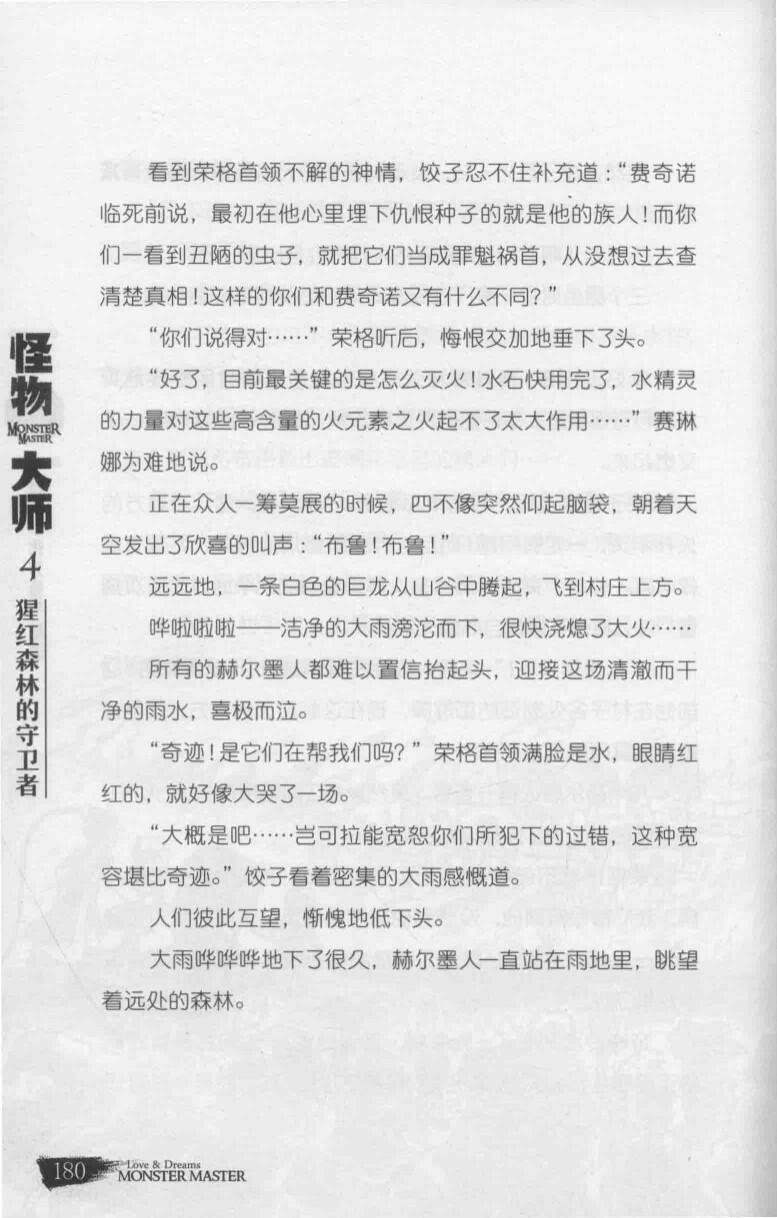 看到荣格首领不解的神情，饺子忍不住补充道：“费奇诺
临死前说，最初在他心里埋下仇恨种子的就是他的族人！而你
们一看到丑陋的虫子，就把它们当成罪魁祸首，从没想过去查
清楚真相！这样的你们和费奇诺又有什么不同？”
“你们说得对……”荣格听后，悔恨交加地垂下了头。
“好了，目前最关键的是怎么灭火！水石快用完了，水精灵
的力量对这些高含量的火元素之火起不了太大作用……”赛琳
娜为难地说。
正在众人一筹莫展的时候，四不像突然仰起脑袋，朝着天
空发出了欣喜的叫声：“布鲁！布鲁！”
远远地，一条白色的巨龙从山谷中腾起，飞到村庄上方。
哗啦啦啦——洁净的大雨滂沱而下，很快浇熄了大火……
所有的赫尔墨人都难以置信抬起头，迎接这场清澈而干
净的雨水，喜极而泣。
“奇迹！是它们在帮我们吗？”荣格首领满脸是水，眼睛红
红的，就好像大哭了一场。
“大概是吧……岂可拉能宽恕你们所犯下的过错，这种宽
容堪比奇迹。”饺子看着密集的大雨感慨道。
人们彼此互望，惭愧地低下头。
大雨哗哗哗地下了很久，赫尔墨人一直站在雨地里，眺望
着远处的森林。
怪物
MONSTER
MASTER
大师
4
猩红森林的守卫者
180
Love & Dreams
MONSTER MASTER